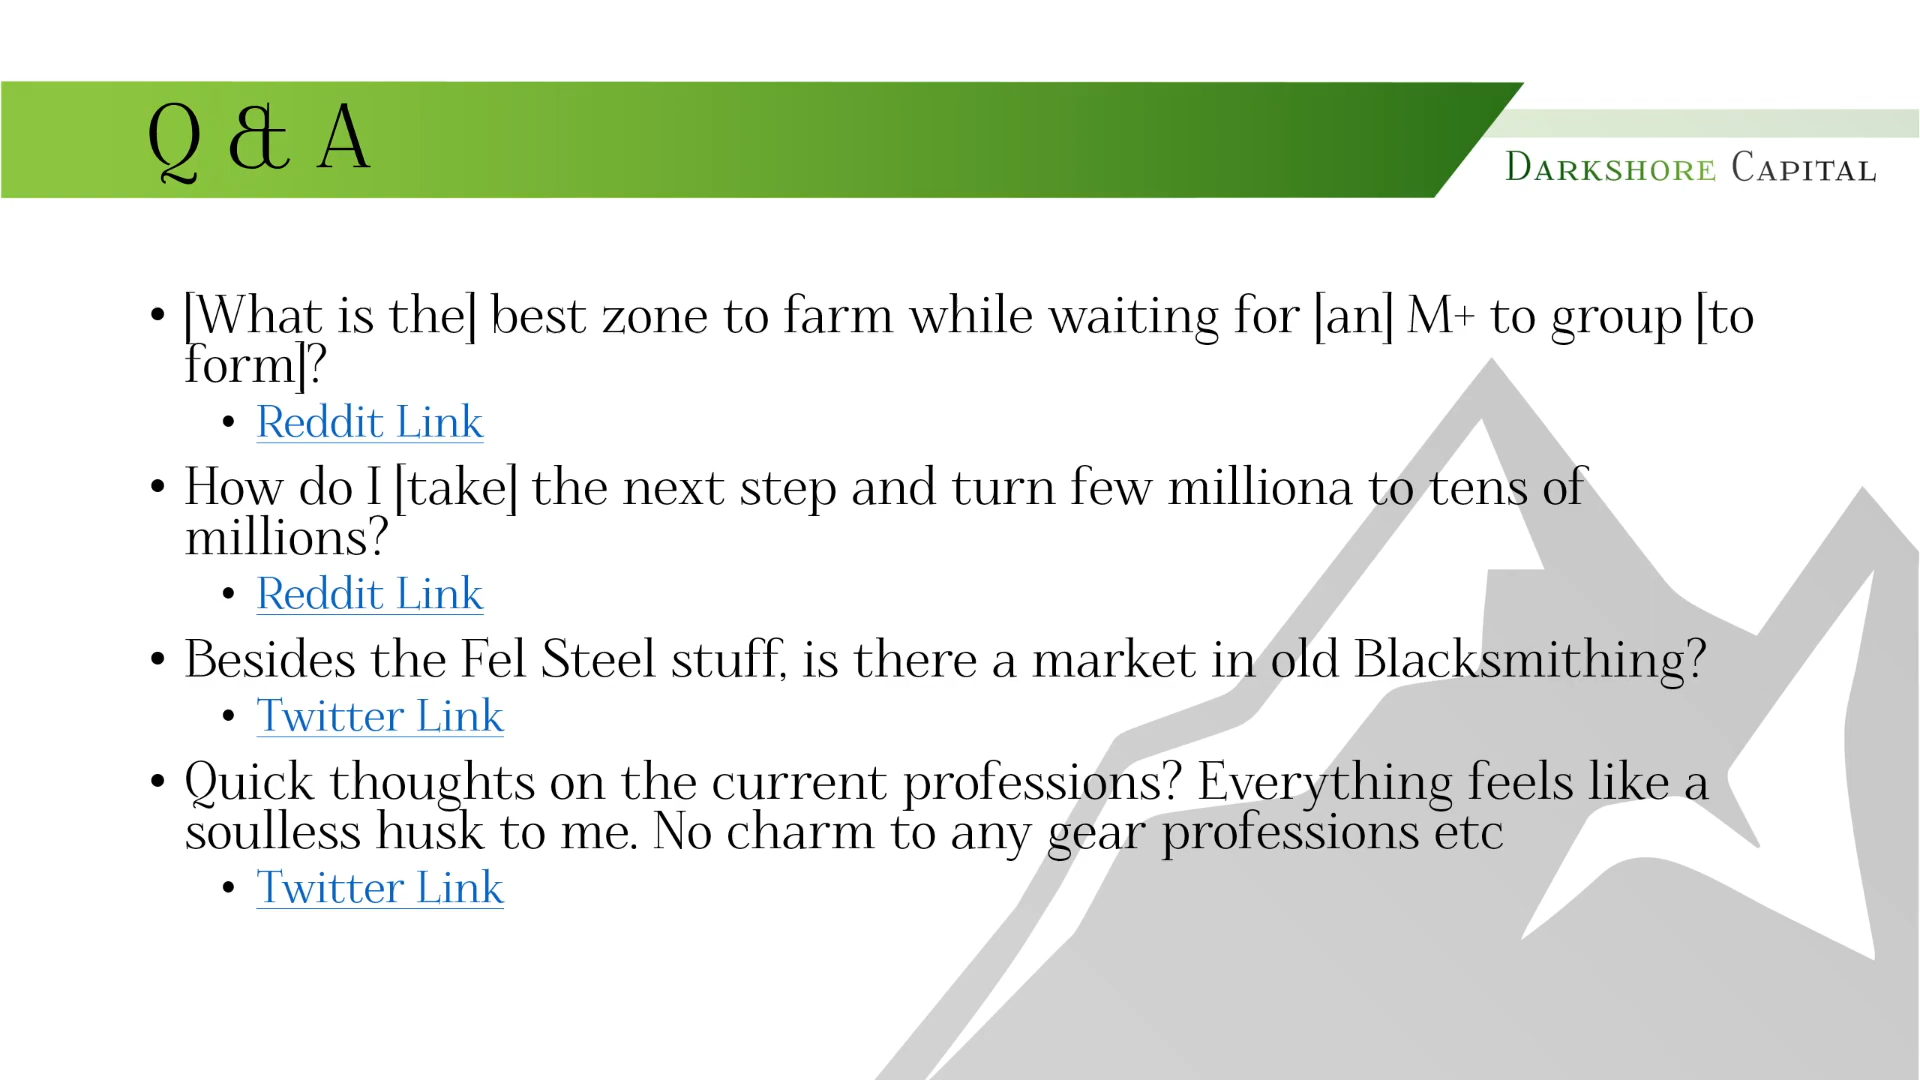 Q & A
DARKSHORE CAPITAL
• [What is the] best zone to farm while waiting for [an] M+ to group [to
form]?
• Reddit Link
• How do I [take] the next step and turn few milliona to tens of
millions?
• Reddit Link
• Besides the Fel Steel stuff, is there a market in old Blacksmithing?
• Twitter Link
• Quick thoughts on the current professions? Everything feels like a
soulless husk to me. No charm to any gear professions etc
• Twitter Link